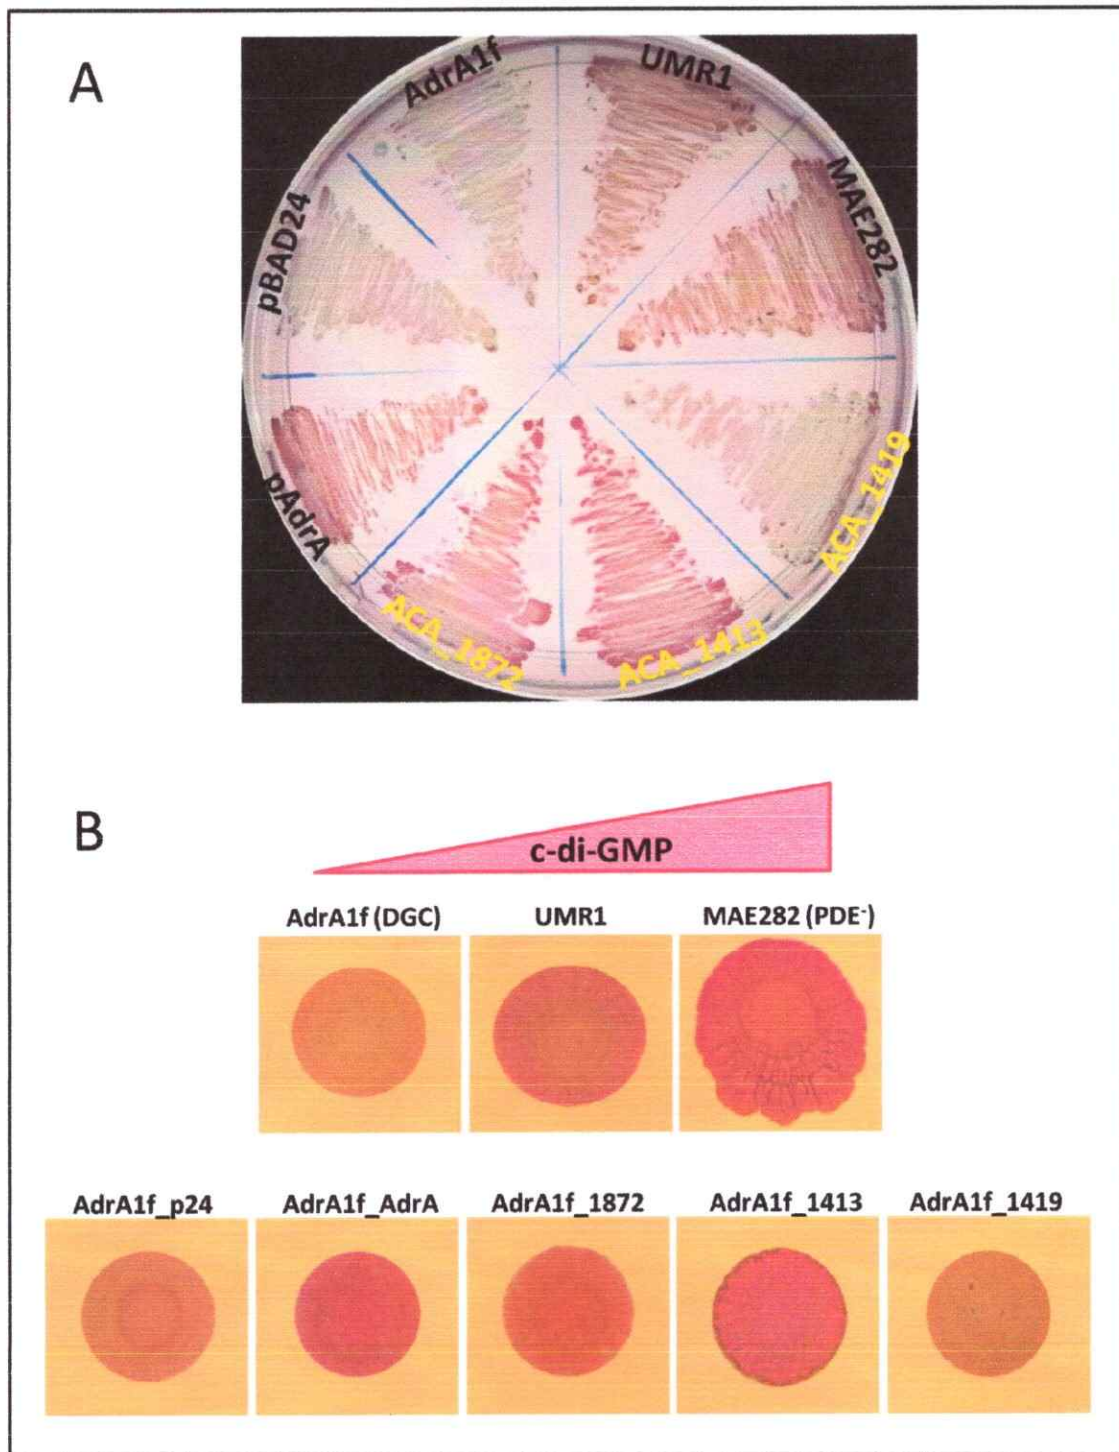 A
AdrA1f
UMR1
pBAD24
MAE282
pAdrA
ACA_1419
ACA_1872
ACA_1413
B
c-di-GMP
AdrA1f (DGC) UMR1 MAE282 (PDE⁻)
AdrA1f_p24 AdrA1f_AdrA AdrA1f_1872 AdrA1f_1413 AdrA1f_1419